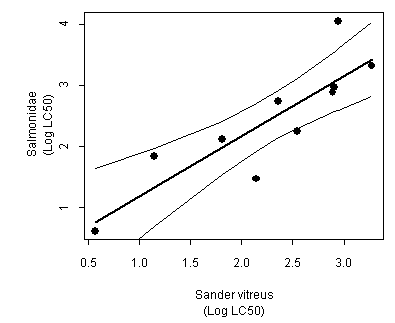 Salmonidae
(Log LC50)
4
3
2
1
0.5 1.0 1.5 2.0 2.5 3.0
Sander vitreus
(Log LC50)